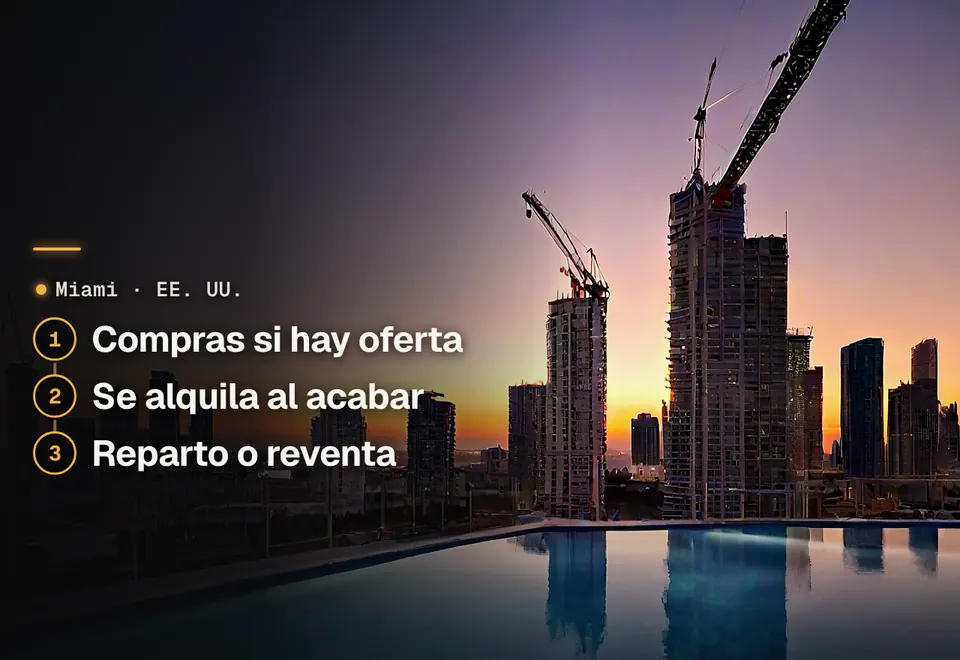 Miami · EE. UU.
1 Compras si hay oferta
2 Se alquila al acabar
3 Reparto o reventa